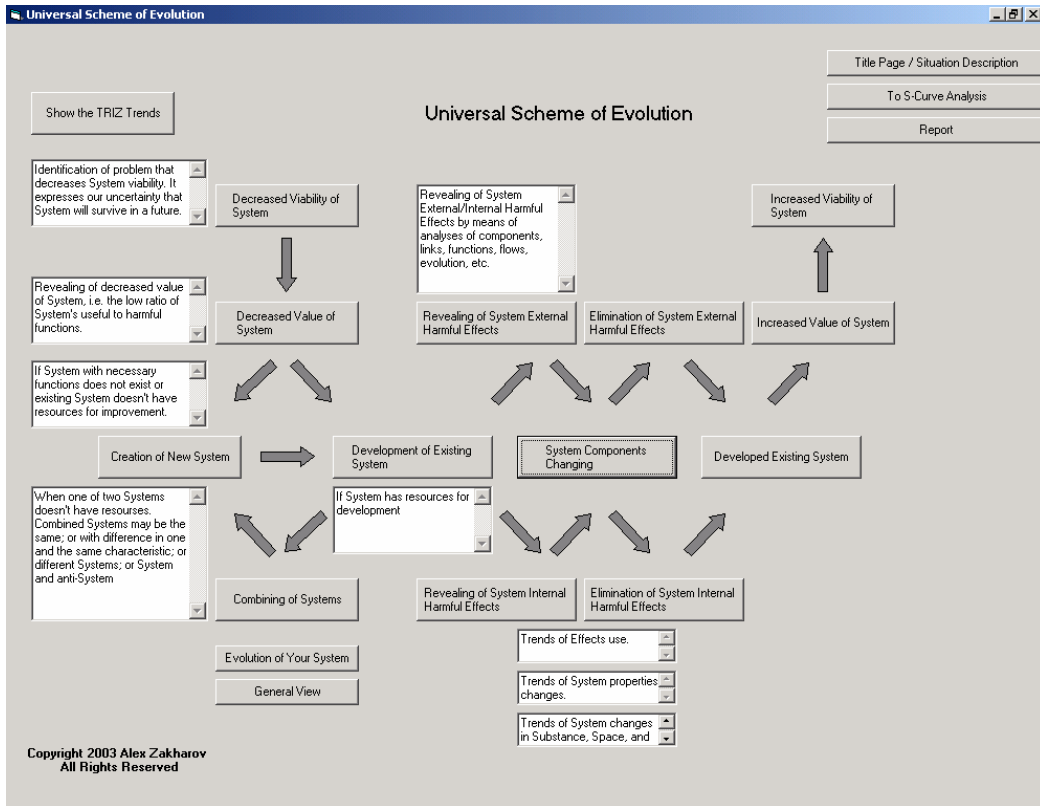 Universal Scheme of Evolution
Title Page / Situation Description
To S-Curve Analysis
Report
Show the TRIZ Trends
Universal Scheme of Evolution
Identification of problem that
decreases System viability. It
expresses our uncertainty that
System will survive in a future.
Decreased Viability of
System
Revealing of System
External/Internal Harmful
Effects by means of
analyses of components,
links, functions, flows,
evolution, etc.
Increased Viability of
System
Revealing of decreased value
of System, i.e. the low ratio of
System's useful to harmful
functions.
Decreased Value of
System
Revealing of System External
Harmful Effects
Elimination of System External
Harmful Effects
Increased Value of System
If System with necessary
functions does not exist or
existing System doesn't have
resources for improvement.
Creation of New System
Development of Existing
System
System Components
Changing
Developed Existing System
When one of two Systems
doesn't have resourses.
Combined Systems may be the
same; or with difference in one
and the same characteristic; or
different Systems; or System
and anti-System
If System has resources for
development
Combining of Systems
Revealing of System Internal
Harmful Effects
Elimination of System Internal
Harmful Effects
Evolution of Your System
General View
Trends of Effects use.
Trends of System properties
changes.
Trends of System changes
in Substance, Space, and
Copyright 2003 Alex Zakharov
All Rights Reserved